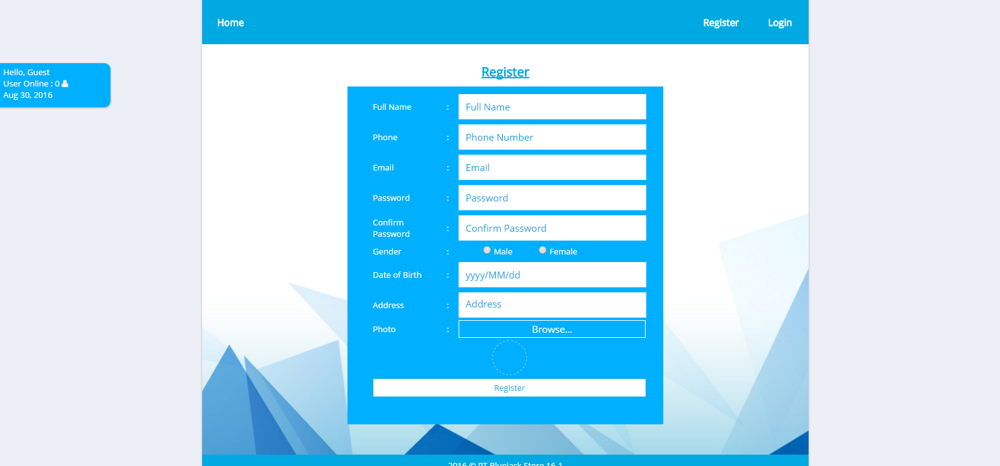 Home
Register
Login
Hello, Guest
User Online : 0
Aug 30, 2016
Register
Full Name : Full Name
Phone : Phone Number
Email : Email
Password : Password
Confirm
Password : Confirm Password
Gender : Male Female
Date of Birth : yyyy/MM/dd
Address : Address
Photo : Browse...
Register
2016 © PT Bluejack Store 16-1